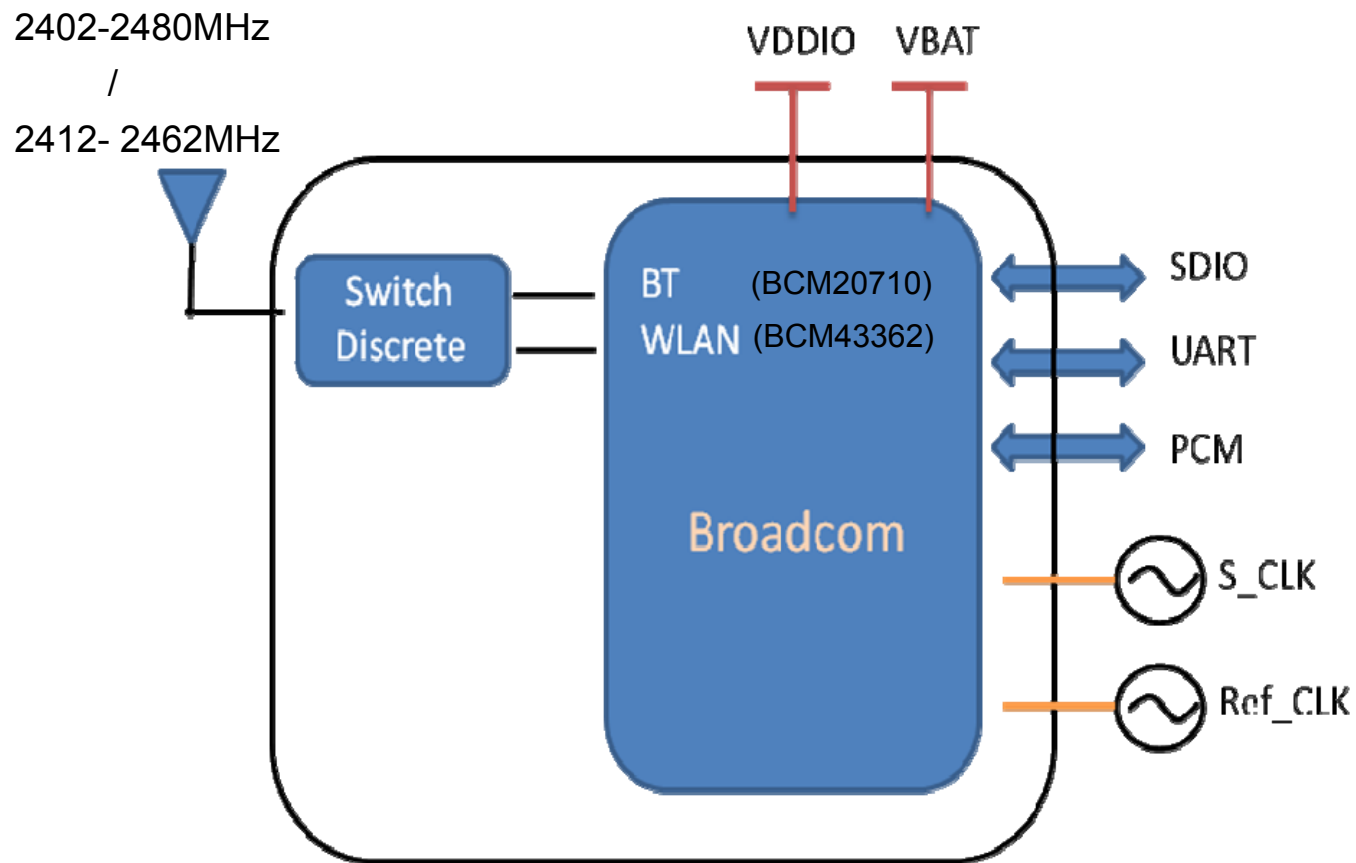 2402-2480MHz
/
2412- 2462MHz
VDDIO VBAT
Switch
Discrete
BT (BCM20710)
WLAN (BCM43362)
Broadcom
SDIO
UART
PCM
S_CLK
Ref_CLK